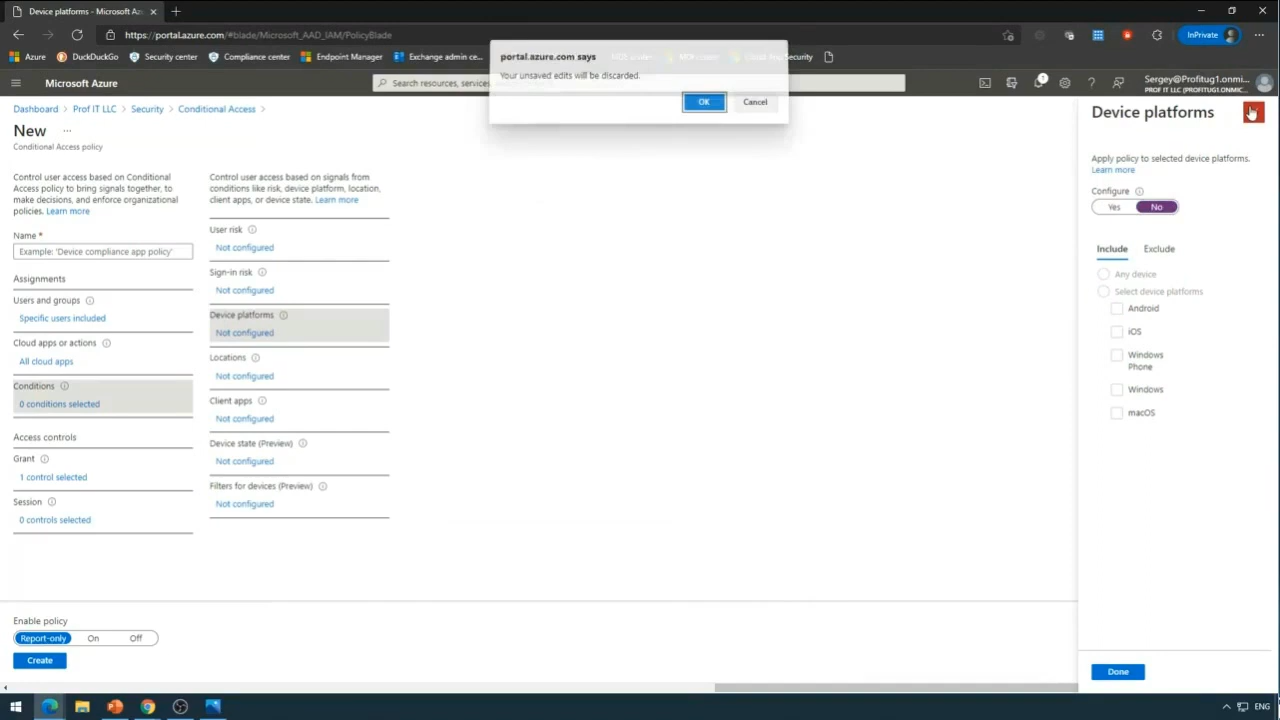 Device platforms - Microsoft Az
https://portal.azure.com/#blade/Microsoft_AAD_IAM/PolicyBlade
InPrivate
Azure
DuckDuckGo
Security center
Compliance center
Endpoint Manager
Exchange admin ce...
Security
portal.azure.com says
Your unsaved edits will be discarded.
OK
Cancel
Microsoft Azure
Search resources, services,
1
Sergey@Profitug1.onmi...
PROF IT LLC (PROFITUG1.ONMIC...
Dashboard > Prof IT LLC > Security > Conditional Access >
New ...
Conditional Access policy
Control user access based on Conditional
Access policy to bring signals together, to
make decisions, and enforce organizational
policies. Learn more
Name *
Example: 'Device compliance app policy'
Assignments
Users and groups
Specific users included
Cloud apps or actions
All cloud apps
Conditions
0 conditions selected
Access controls
Grant
1 control selected
Session
0 controls selected
Control user access based on signals from
conditions like risk, device platform, location,
client apps, or device state. Learn more
User risk
Not configured
Sign-in risk
Not configured
Device platforms
Not configured
Locations
Not configured
Client apps
Not configured
Device state (Preview)
Not configured
Filters for devices (Preview)
Not configured
Enable policy
Report-only On Off
Create
Device platforms
Apply policy to selected device platforms.
Learn more
Configure
Yes No
Include Exclude
Any device
Select device platforms
Android
iOS
Windows
Phone
Windows
macOS
Done
ENG